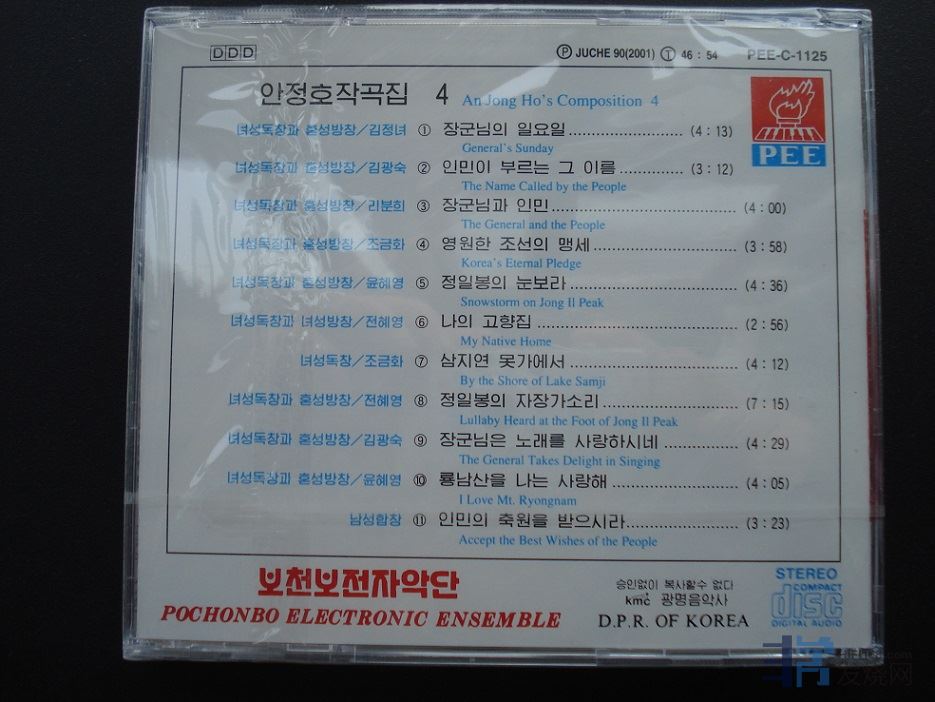 DDD ℗ JUCHE 90(2001) Ⓣ 46 : 54 PEE-C-1125
안정호작곡집 4 An Jong Ho's Composition 4
PEE
녀성독창과 혼성방창/김정녀 ① 장군님의 일요일 (4 : 13)
General's Sunday
녀성독창과 혼성방창/김광숙 ② 인민이 부르는 그 이름 (3 : 12)
The Name Called by the People
녀성독창과 혼성방창/리분희 ③ 장군님과 인민 (4 : 00)
The General and the People
녀성독창과 혼성방창/조금화 ④ 영원한 조선의 맹세 (3 : 58)
Korea's Eternal Pledge
녀성독창과 혼성방창/윤혜영 ⑤ 정일봉의 눈보라 (4 : 36)
Snowstorm on Jong Il Peak
녀성독창과 녀성방창/전혜영 ⑥ 나의 고향집 (2 : 56)
My Native Home
녀성독창/조금화 ⑦ 삼지연 못가에서 (4 : 12)
By the Shore of Lake Samji
녀성독창과 혼성방창/전혜영 ⑧ 정일봉의 자장가소리 (7 : 15)
Lullaby Heard at the Foot of Jong Il Peak
녀성독창과 혼성방창/김광숙 ⑨ 장군님은 노래를 사랑하시네 (4 : 29)
The General Takes Delight in Singing
녀성독창과 혼성방창/윤혜영 ⑩ 룡남산을 나는 사랑해 (4 : 05)
I Love Mt. Ryongnam
남성합창 ⑪ 인민의 축원을 받으시라 (3 : 23)
Accept the Best Wishes of the People
보천보전자악단
POCHONBO ELECTRONIC ENSEMBLE
승인없이 복사할수 없다
kmc 광명음악사
D.P.R. OF KOREA
STEREO
COMPACT
disc
DIGITAL AUDIO
发烧网